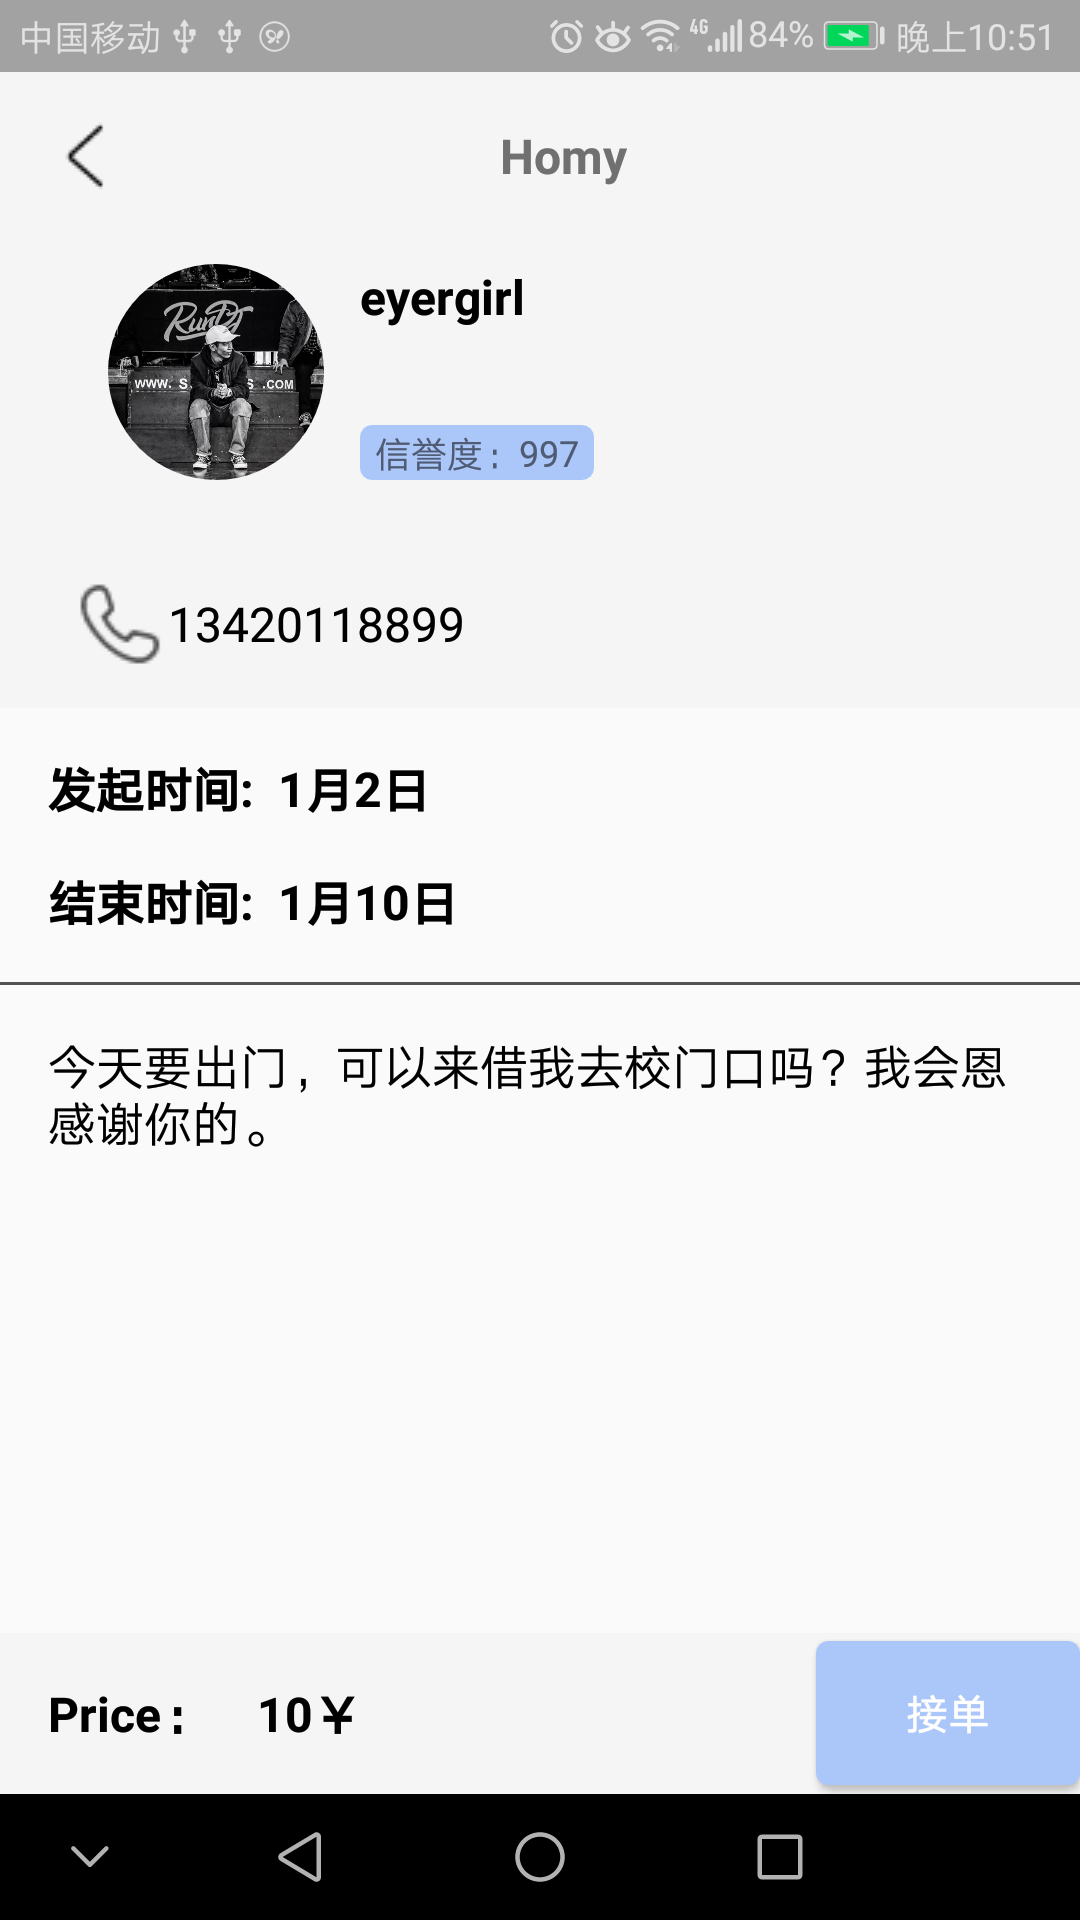 中国移动 4G 84% 晚上10:51
Homy
RunDJ
WWW. S S .COM
eyergirl
信誉度：997
13420118899
发起时间: 1月2日
结束时间: 1月10日
今天要出门，可以来借我去校门口吗？我会恩
感谢你的。
Price： 10￥
接单